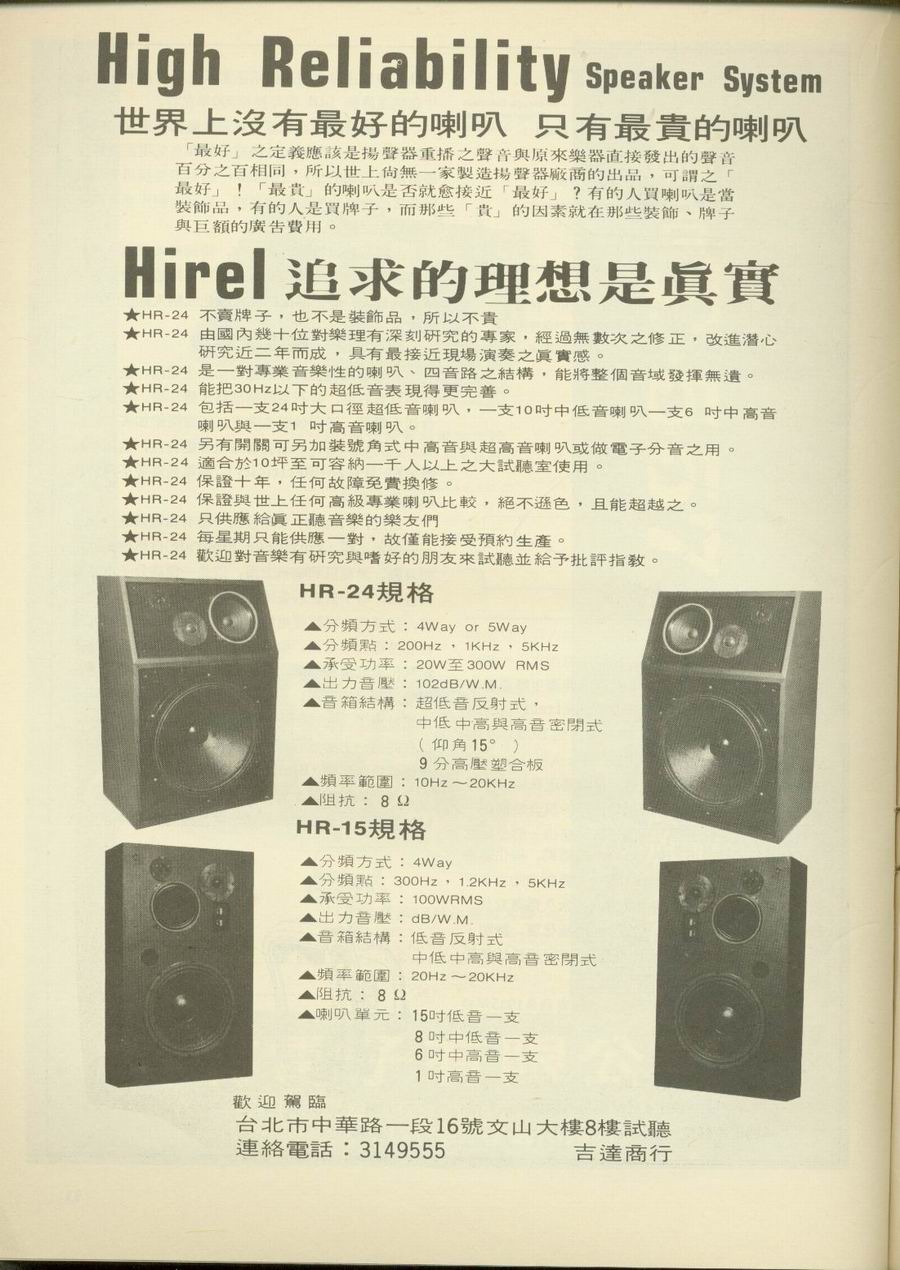 High Reliability Speaker System
世界上沒有最好的喇叭 只有最貴的喇叭
「最好」之定義應該是揚聲器重播之聲音與原來樂器直接發出的聲音
百分之百相同，所以世上尚無一家製造揚聲器廠商的出品，可謂之「
最好」！「最貴」的喇叭是否就愈接近「最好」？有的人買喇叭是當
裝飾品，有的人是買牌子，而那些「貴」的因素就在那些裝飾、牌子
與巨額的廣告費用。
Hirel 追求的理想是眞實
★HR-24 不賣牌子，也不是裝飾品，所以不貴
★HR-24 由國內幾十位對樂理有深刻研究的專家，經過無數次之修正，改進潛心
研究近二年而成，具有最接近現場演奏之眞實感。
★HR-24 是一對專業音樂性的喇叭、四音路之結構，能將整個音域發揮無遺。
★HR-24 能把30Hz以下的超低音表現得更完善。
★HR-24 包括一支24吋大口徑超低音喇叭，一支10吋中低音喇叭一支6 吋中高音
喇叭與一支1 吋高音喇叭。
★HR-24 另有開關可另加裝號角式中高音與超高音喇叭或做電子分音之用。
★HR-24 適合於10坪至可容納一千人以上之大試聽室使用。
★HR-24 保證十年，任何故障免費換修。
★HR-24 保證與世上任何高級專業喇叭比較，絕不遜色，且能超越之。
★HR-24 只供應給眞正聽音樂的樂友們
★HR-24 每星期只能供應一對，故僅能接受預約生產。
★HR-24 歡迎對音樂有研究與嗜好的朋友來試聽並給予批評指教。
HR-24規格
▲分頻方式：4Way or 5Way
▲分頻點：200Hz，1KHz，5KHz
▲承受功率：20W至300W RMS
▲出力音壓：102dB/W.M.
▲音箱結構：超低音反射式，
中低中高與高音密閉式
（仰角15°）
9分高壓塑合板
▲頻率範圍：10Hz～20KHz
▲阻抗：8 Ω
HR-15規格
▲分頻方式：4Way
▲分頻點：300Hz，1.2KHz，5KHz
▲承受功率：100WRMS
▲出力音壓：dB/W.M.
▲音箱結構：低音反射式
中低中高與高音密閉式
▲頻率範圍：20Hz～20KHz
▲阻抗：8 Ω
▲喇叭單元：15吋低音一支
8吋中低音一支
6吋中高音一支
1吋高音一支
歡迎駕臨
台北市中華路一段16號文山大樓8樓試聽
連絡電話：3149555 吉達商行